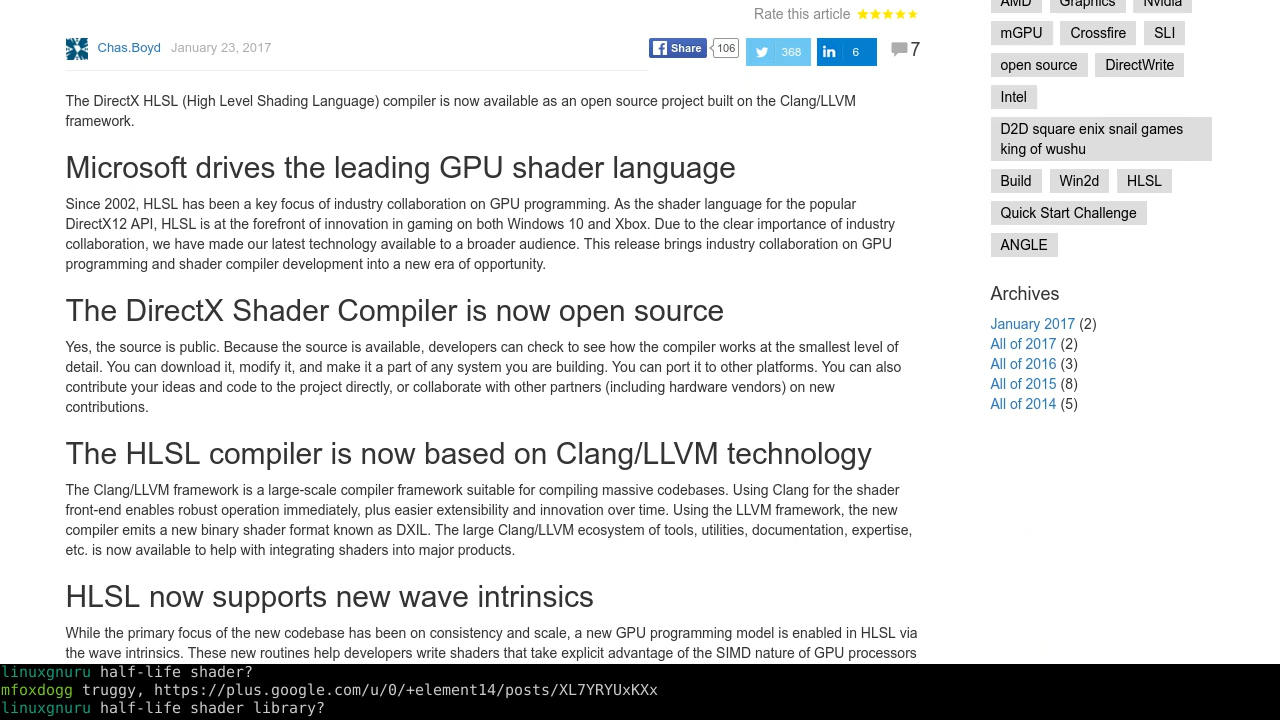 Rate this article
Chas.Boyd January 23, 2017
Share 106 368 6 7
The DirectX HLSL (High Level Shading Language) compiler is now available as an open source project built on the Clang/LLVM
framework.
Microsoft drives the leading GPU shader language
Since 2002, HLSL has been a key focus of industry collaboration on GPU programming. As the shader language for the popular
DirectX12 API, HLSL is at the forefront of innovation in gaming on both Windows 10 and Xbox. Due to the clear importance of industry
collaboration, we have made our latest technology available to a broader audience. This release brings industry collaboration on GPU
programming and shader compiler development into a new era of opportunity.
The DirectX Shader Compiler is now open source
Yes, the source is public. Because the source is available, developers can check to see how the compiler works at the smallest level of
detail. You can download it, modify it, and make it a part of any system you are building. You can port it to other platforms. You can also
contribute your ideas and code to the project directly, or collaborate with other partners (including hardware vendors) on new
contributions.
The HLSL compiler is now based on Clang/LLVM technology
The Clang/LLVM framework is a large-scale compiler framework suitable for compiling massive codebases. Using Clang for the shader
front-end enables robust operation immediately, plus easier extensibility and innovation over time. Using the LLVM framework, the new
compiler emits a new binary shader format known as DXIL. The large Clang/LLVM ecosystem of tools, utilities, documentation, expertise,
etc. is now available to help with integrating shaders into major products.
HLSL now supports new wave intrinsics
While the primary focus of the new codebase has been on consistency and scale, a new GPU programming model is enabled in HLSL via
the wave intrinsics. These new routines help developers write shaders that take explicit advantage of the SIMD nature of GPU processors
AMD Graphics Nvidia
mGPU Crossfire SLI
open source DirectWrite
Intel
D2D square enix snail games
king of wushu
Build Win2d HLSL
Quick Start Challenge
ANGLE
Archives
January 2017 (2)
All of 2017 (2)
All of 2016 (3)
All of 2015 (8)
All of 2014 (5)
linuxgnuru half-life shader?
mfoxdogg truggy, https://plus.google.com/u/0/+element14/posts/XL7YRYUxKXx
linuxgnuru half-life shader library?